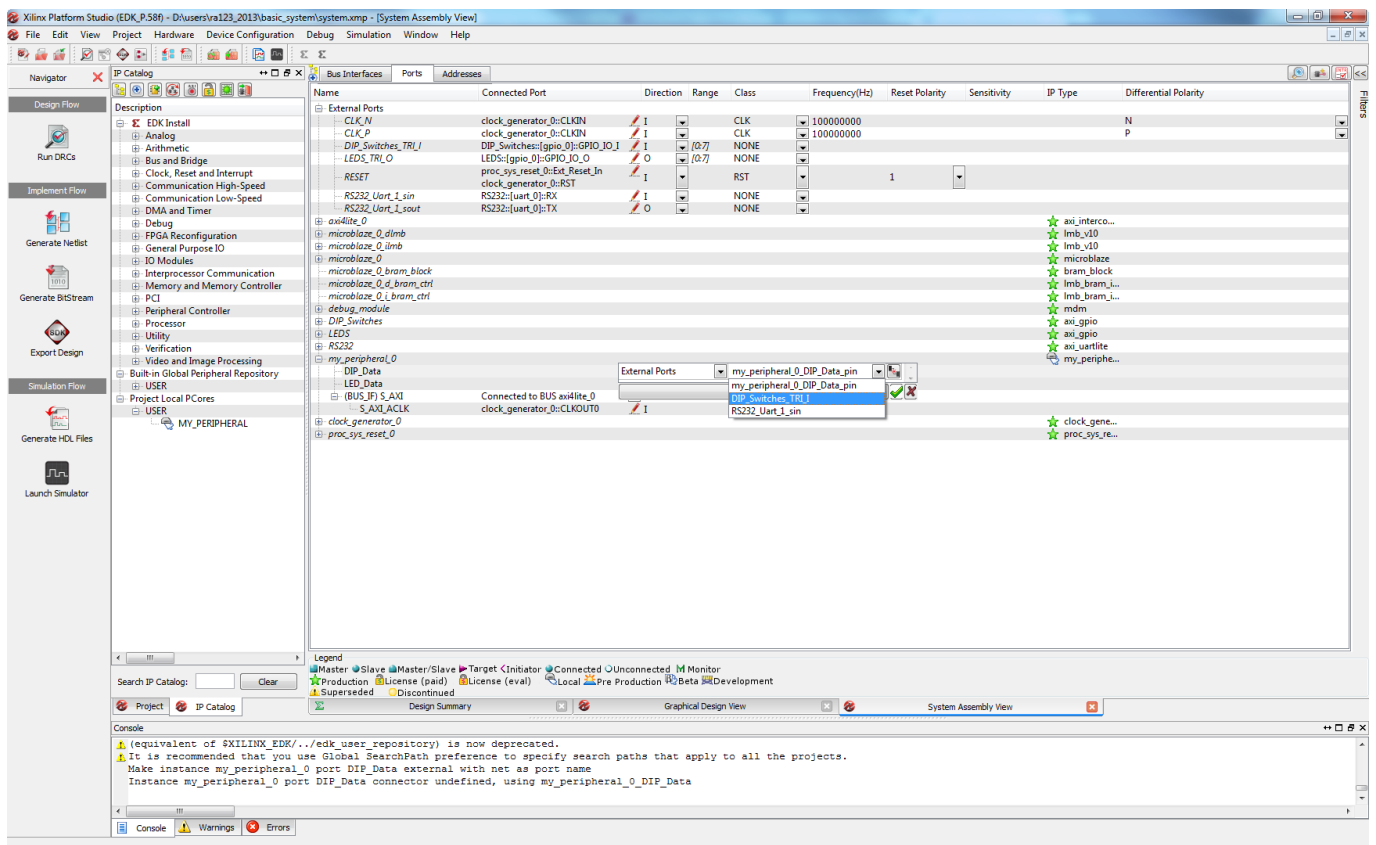 Xilinx Platform Studio (EDK_P.58f) - D:\users\ra123_2013\basic_system\system.xmp - [System Assembly View]
File Edit View Project Hardware Device Configuration Debug Simulation Window Help
Navigator
Design Flow
Run DRCs
Implement Flow
Generate Netlist
1010
Generate BitStream
SDK
Export Design
Simulation Flow
Generate HDL Files
Launch Simulator
IP Catalog
Description
EDK Install
Analog
Arithmetic
Bus and Bridge
Clock, Reset and Interrupt
Communication High-Speed
Communication Low-Speed
DMA and Timer
Debug
FPGA Reconfiguration
General Purpose IO
IO Modules
Interprocessor Communication
Memory and Memory Controller
PCI
Peripheral Controller
Processor
Utility
Verification
Video and Image Processing
Built-in Global Peripheral Repository
USER
Project Local PCores
USER
MY_PERIPHERAL
Search IP Catalog: Clear
Project IP Catalog
Bus Interfaces Ports Addresses
Filters
Name Connected Port Direction Range Class Frequency(Hz) Reset Polarity Sensitivity IP Type Differential Polarity
External Ports
CLK_N clock_generator_0::CLKIN I CLK 100000000 N
CLK_P clock_generator_0::CLKIN I CLK 100000000 P
DIP_Switches_TRI_I DIP_Switches::[gpio_0]::GPIO_IO_I I [0:7] NONE
LEDS_TRI_O LEDS::[gpio_0]::GPIO_IO_O O [0:7] NONE
RESET proc_sys_reset_0::Ext_Reset_In I RST 1
clock_generator_0::RST
RS232_Uart_1_sin RS232::[uart_0]::RX I NONE
RS232_Uart_1_sout RS232::[uart_0]::TX O NONE
axi4lite_0 axi_interco...
microblaze_0_dlmb lmb_v10
microblaze_0_ilmb lmb_v10
microblaze_0 microblaze
microblaze_0_bram_block bram_block
microblaze_0_d_bram_ctrl lmb_bram_i...
microblaze_0_i_bram_ctrl lmb_bram_i...
debug_module mdm
DIP_Switches axi_gpio
LEDS axi_gpio
RS232 axi_uartlite
my_peripheral_0 my_periphe...
DIP_Data External Ports my_peripheral_0_DIP_Data_pin
LED_Data my_peripheral_0_DIP_Data_pin
(BUS_IF) S_AXI Connected to BUS axi4lite_0 DIP_Switches_TRI_I
S_AXI_ACLK clock_generator_0::CLKOUT0 I RS232_Uart_1_sin
clock_generator_0 clock_gene...
proc_sys_reset_0 proc_sys_re...
Legend
Master Slave Master/Slave Target Initiator Connected Unconnected M Monitor
Production License (paid) License (eval) Local Pre Production Beta Development
Superseded Discontinued
Design Summary Graphical Design View System Assembly View
Console
(equivalent of $XILINX_EDK/../edk_user_repository) is now deprecated.
It is recommended that you use Global SearchPath preference to specify search paths that apply to all the projects.
Make instance my_peripheral_0 port DIP_Data external with net as port name
Instance my_peripheral_0 port DIP_Data connector undefined, using my_peripheral_0_DIP_Data
Console Warnings Errors